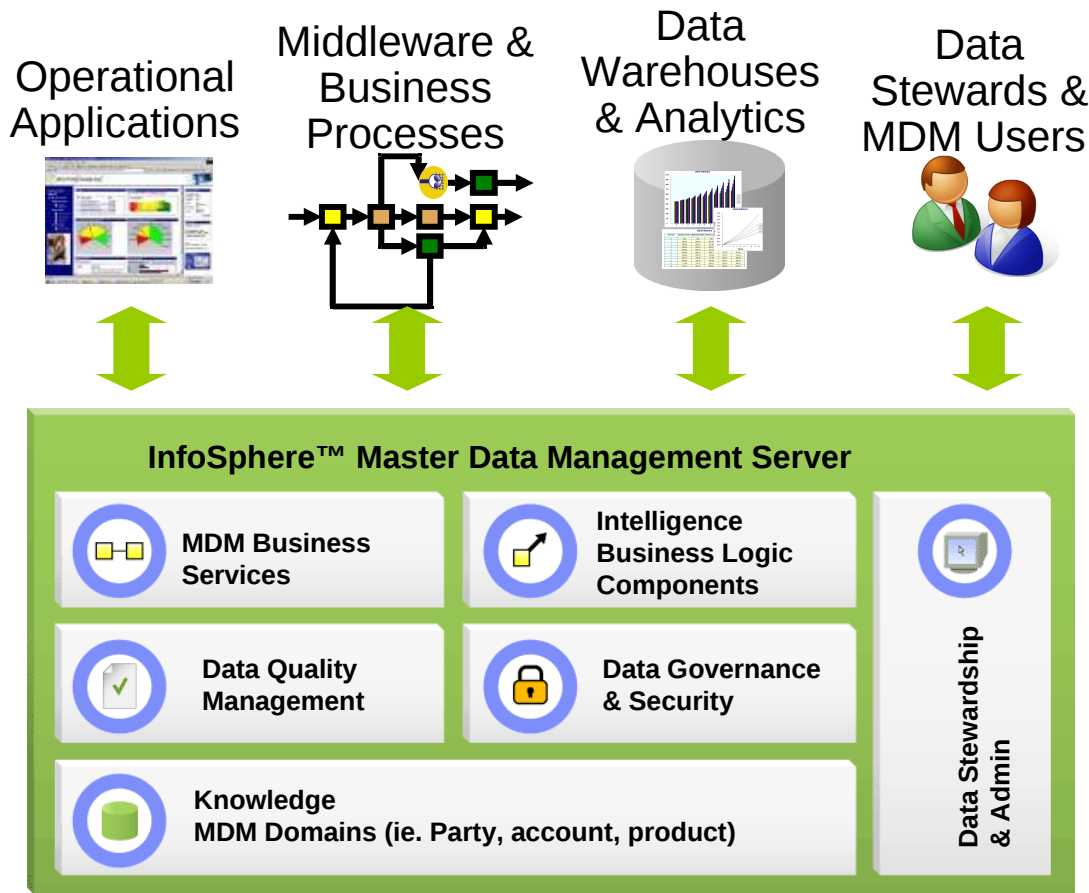 Operational
Applications
Middleware &
Business
Processes
Data
Warehouses
& Analytics
Data
Stewards &
MDM Users
InfoSphere™ Master Data Management Server
MDM Business
Services
Intelligence
Business Logic
Components
Data Quality
Management
Data Governance
& Security
Knowledge
MDM Domains (ie. Party, account, product)
Data Stewardship
& Admin